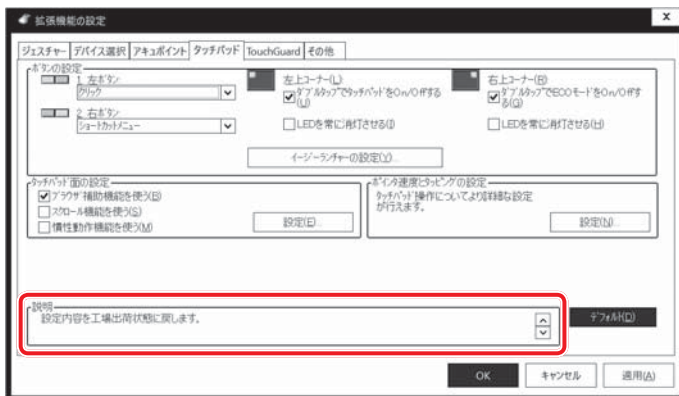 拡張機能の設定
x
ジェスチャー デバイス選択 アキュポイント タッチパッド TouchGuard その他
ボタンの設定
1 左ボタン
クリック
2 右ボタン
ショートカットメニュー
左上コーナー(L)
ダブルタップでタッチパッドをOn/Offする(U)
LEDを常に消灯させる(I)
右上コーナー(R)
ダブルタップでECOモードをOn/Offする(G)
LEDを常に消灯させる(H)
イージーランチャーの設定(Y)...
タッチパッド面の設定
ブラウザ補助機能を使う(B)
スクロール機能を使う(S)
慣性動作機能を使う(M)
設定(E)...
ポインタ速度とタッピングの設定
タッチパッド操作についてより詳細な設定
が行えます。
設定(N)...
説明
設定内容を工場出荷状態に戻します。
デフォルト(D)
OK キャンセル 適用(A)